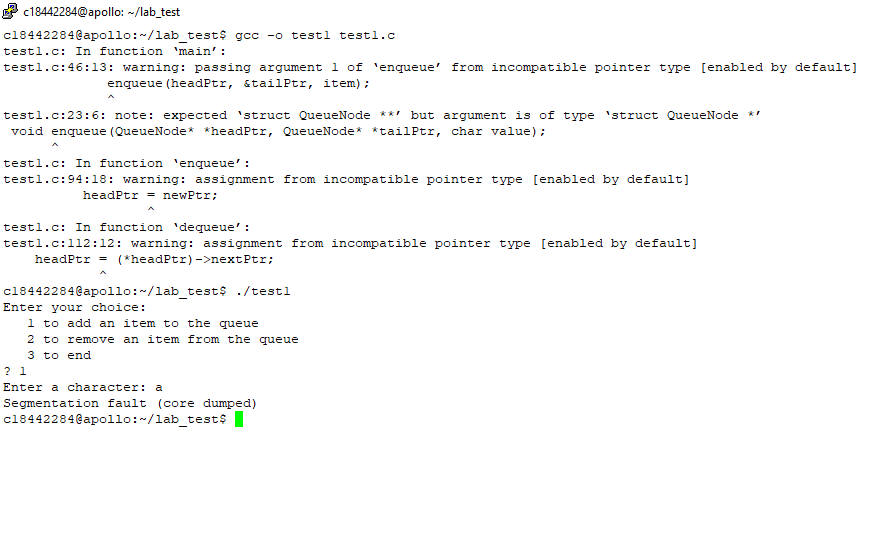 c18442284@apollo: ~/lab_test
c18442284@apollo:~/lab_test$ gcc -o test1 test1.c
test1.c: In function ‘main’:
test1.c:46:13: warning: passing argument 1 of ‘enqueue’ from incompatible pointer type [enabled by default]
             enqueue(headPtr, &tailPtr, item);
             ^
test1.c:23:6: note: expected ‘struct QueueNode **’ but argument is of type ‘struct QueueNode *’
 void enqueue(QueueNode* *headPtr, QueueNode* *tailPtr, char value);
      ^
test1.c: In function ‘enqueue’:
test1.c:94:18: warning: assignment from incompatible pointer type [enabled by default]
          headPtr = newPtr;
                  ^
test1.c: In function ‘dequeue’:
test1.c:112:12: warning: assignment from incompatible pointer type [enabled by default]
    headPtr = (*headPtr)->nextPtr;
            ^
c18442284@apollo:~/lab_test$ ./test1
Enter your choice:
   1 to add an item to the queue
   2 to remove an item from the queue
   3 to end
? 1
Enter a character: a
Segmentation fault (core dumped)
c18442284@apollo:~/lab_test$